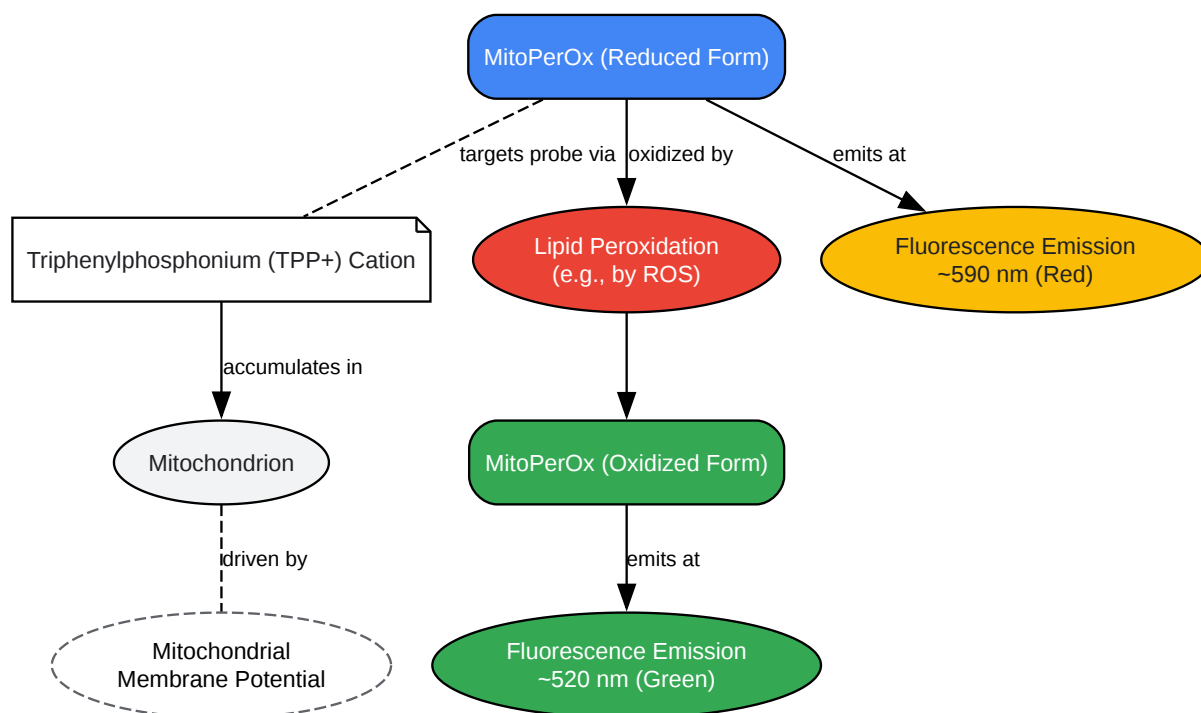 MitoPerOx (Reduced Form)
targets probe via
oxidized by
emits at
Triphenylphosphonium (TPP+) Cation
Lipid Peroxidation
(e.g., by ROS)
Fluorescence Emission
~590 nm (Red)
accumulates in
Mitochondrion
MitoPerOx (Oxidized Form)
driven by
emits at
Mitochondrial
Membrane Potential
Fluorescence Emission
~520 nm (Green)